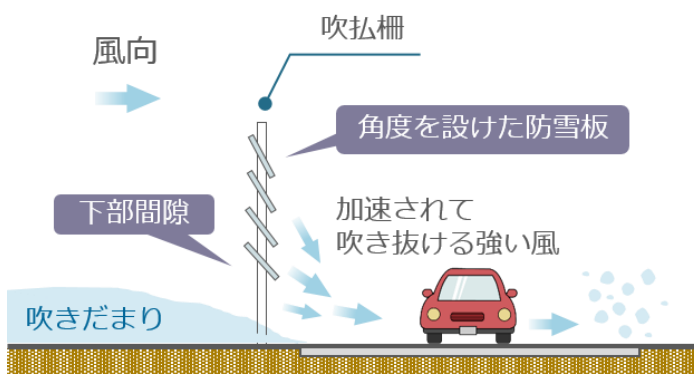 吹払柵
風向
角度を設けた防雪板
下部間隙
加速されて
吹き抜ける強い風
吹きだまり